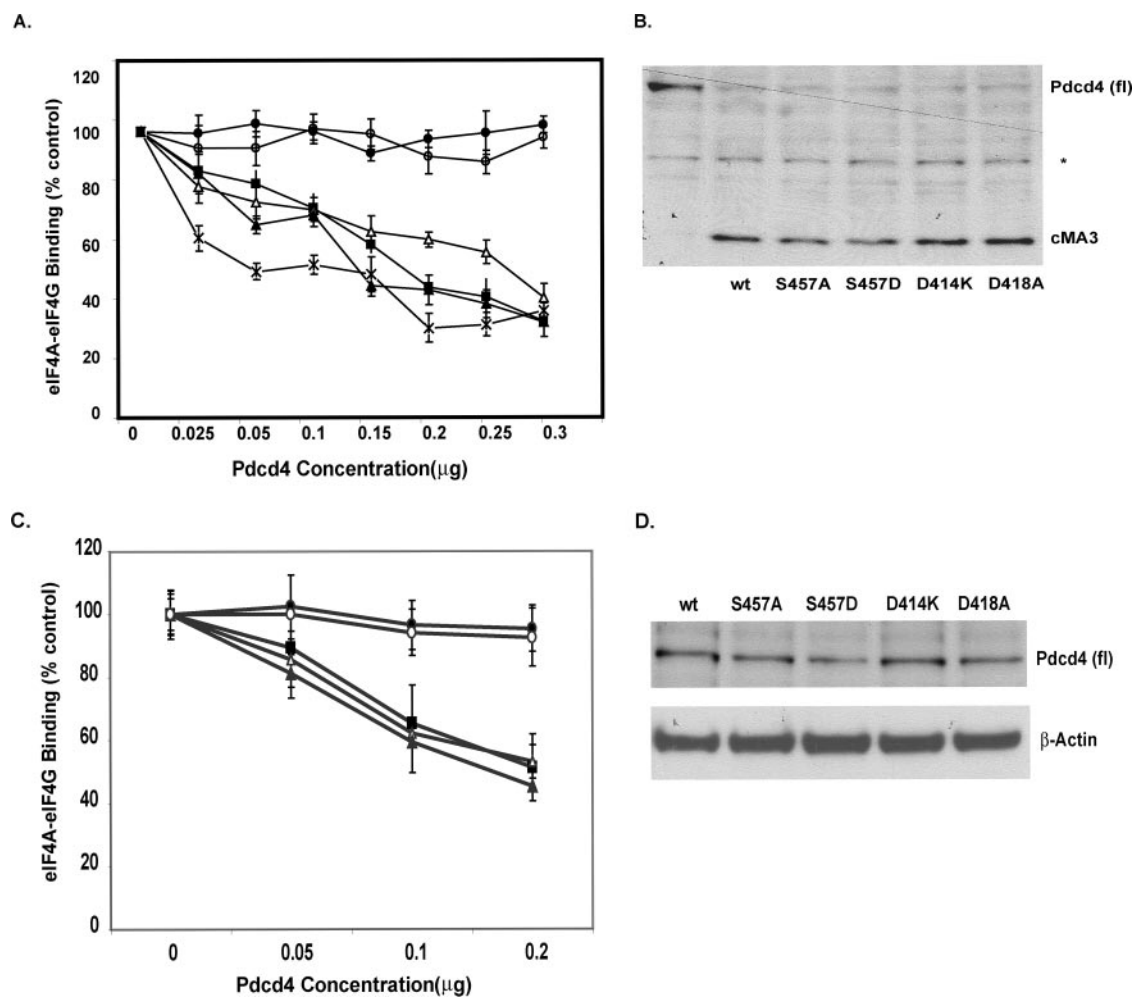 A.
120
100
80
60
40
20
0
eIF4A-eIF4G Binding (% control)
0 0.025 0.05 0.1 0.15 0.2 0.25 0.3
Pdcd4 Concentration(μg)
B.
Pdcd4 (fl)
*
cMA3
wt S457A S457D D414K D418A
C.
120
100
80
60
40
20
0
eIF4A-eIF4G Binding (% control)
0 0.05 0.1 0.2
Pdcd4 Concentration(μg)
D.
wt S457A S457D D414K D418A
Pdcd4 (fl)
β-Actin